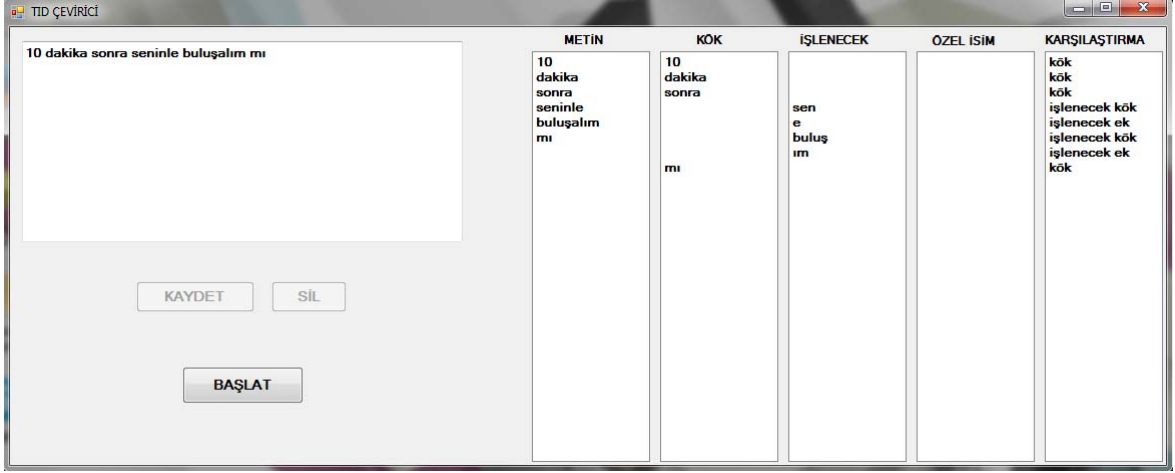 TID ÇEVİRİCİ
10 dakika sonra seninle buluşalım mı
KAYDET
SİL
BAŞLAT
METİN
10
dakika
sonra
seninle
buluşalım
mı
KÖK
10
dakika
sonra
mı
İŞLENECEK
sen
e
buluş
ım
ÖZEL İSİM
KARŞILAŞTIRMA
kök
kök
kök
işlenecek kök
işlenecek ek
işlenecek kök
işlenecek ek
kök